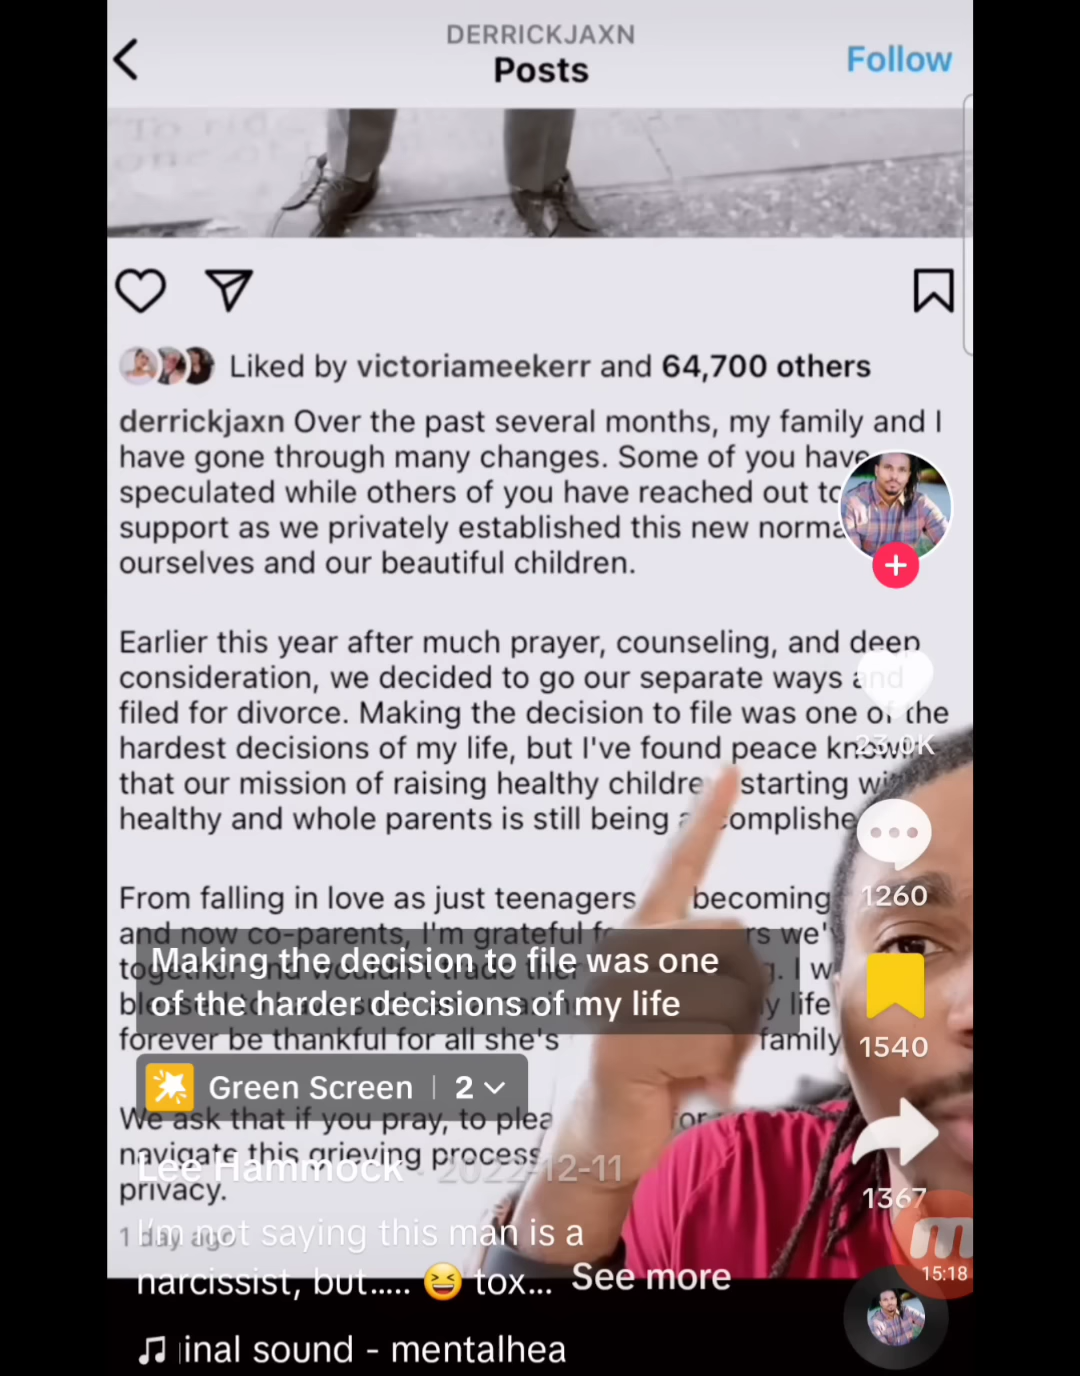 DERRICKJAXN
Posts
Follow
Liked by victoriameekerr and 64,700 others
derrickjaxn Over the past several months, my family and I
have gone through many changes. Some of you have
speculated while others of you have reached out to
support as we privately established this new norma
ourselves and our beautiful children.
Earlier this year after much prayer, counseling, and deep
consideration, we decided to go our separate ways and
filed for divorce. Making the decision to file was one of the
hardest decisions of my life, but I've found peace know
23.0K
that our mission of raising healthy childre starting wi
healthy and whole parents is still being complishe
1260
From falling in love as just teenagers becoming
and now co-parents, I'm grateful we'
Making the decision to file was one
of the harder decisions of my life
life
forever be thankful for all she's family
1540
Green Screen 2
We ask that if you pray, to plea for
navigate this grieving process
Lee Hammock · 2022-12-11
privacy.
1367
1 day ago
I'm not saying this man is a
narcissist, but..... 😆 tox... See more
15:18
inal sound - mentalhea